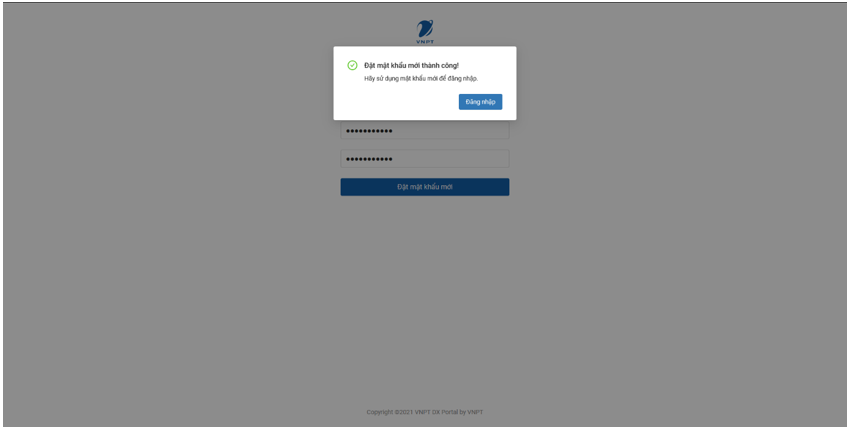 VNPT
Đặt mật khẩu mới thành công!
Hãy sử dụng mật khẩu mới để đăng nhập.
Đăng nhập
Đặt mật khẩu mới
Copyright ©2021 VNPT OX Portal by VNPT